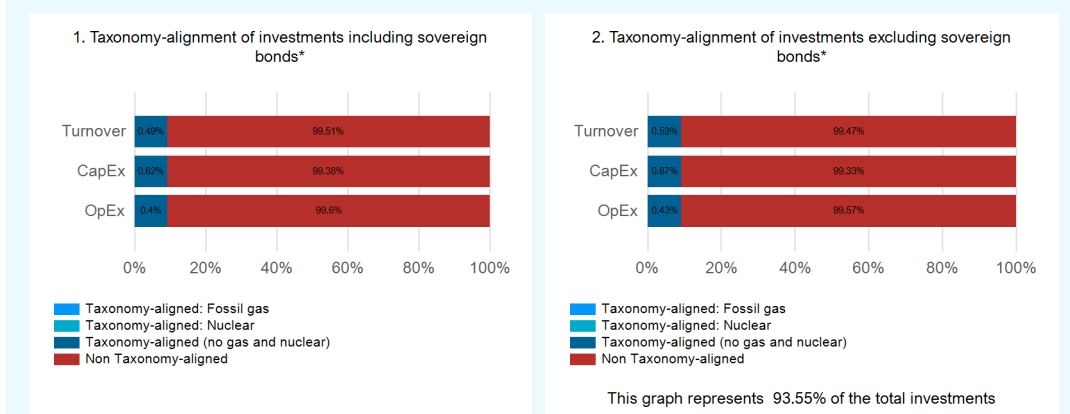 1. Taxonomy-alignment of investments including sovereign
bonds*
Turnover 0.49% 99.51%
CapEx 0.62% 99.38%
OpEx 0.4% 99.6%
0% 20% 40% 60% 80% 100%
Taxonomy-aligned: Fossil gas
Taxonomy-aligned: Nuclear
Taxonomy-aligned (no gas and nuclear)
Non Taxonomy-aligned
2. Taxonomy-alignment of investments excluding sovereign
bonds*
Turnover 0.53% 99.47%
CapEx 0.67% 99.33%
OpEx 0.43% 99.57%
0% 20% 40% 60% 80% 100%
Taxonomy-aligned: Fossil gas
Taxonomy-aligned: Nuclear
Taxonomy-aligned (no gas and nuclear)
Non Taxonomy-aligned
This graph represents 93.55% of the total investments